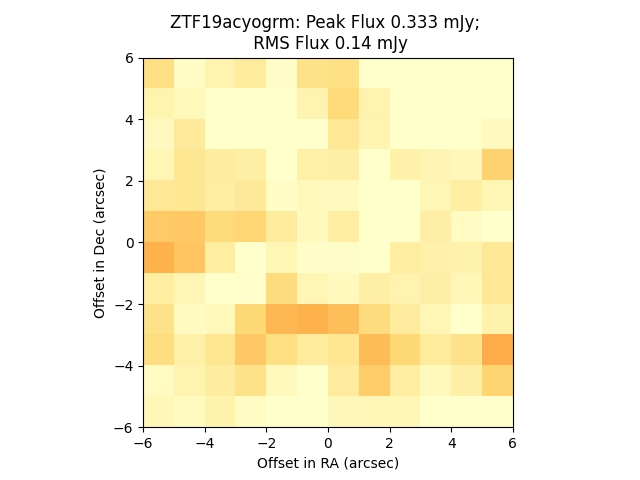 ZTF19acyogrm: Peak Flux 0.333 mJy;
RMS Flux 0.14 mJy
6
4
2
0
−2
−4
−6
Offset in Dec (arcsec)
−6 −4 −2 0 2 4 6
Offset in RA (arcsec)